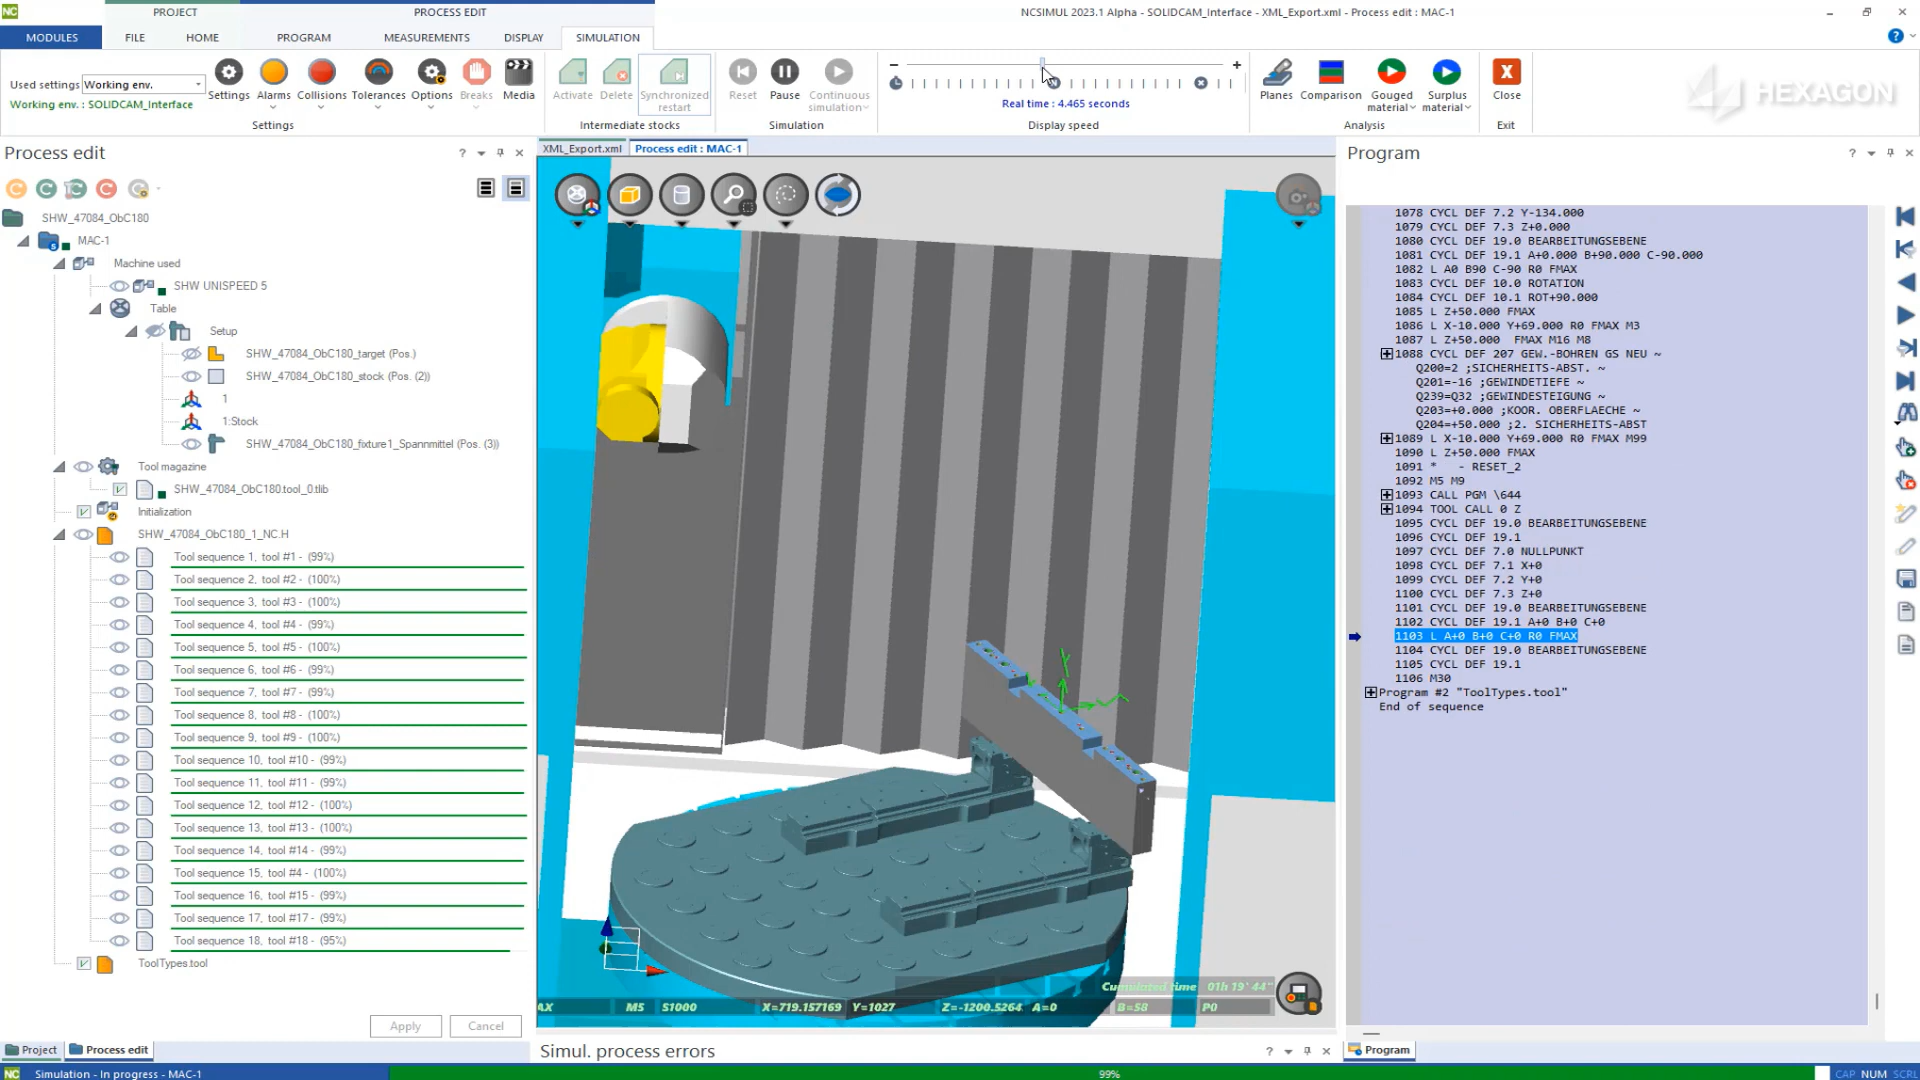 NC
PROJECT
PROCESS EDIT
NCSIMUL 2023.1 Alpha - SOLIDCAM_Interface - XML_Export.xml - Process edit : MAC-1
MODULES
FILE
HOME
PROGRAM
MEASUREMENTS
DISPLAY
SIMULATION
Used settings
Working env.
Working env. : SOLIDCAM_Interface
Settings
Alarms
Collisions
Tolerances
Options
Breaks
Media
Settings
Activate
Delete
Synchronized restart
Intermediate stocks
Reset
Pause
Continuous simulation
Simulation
Real time : 4.465 seconds
Display speed
Planes
Comparison
Gouged material
Surplus material
Analysis
Close
Exit
HEXAGON
Process edit
XML_Export.xml
Process edit : MAC-1
Program
SHW_47084_ObC180
MAC-1
Machine used
SHW UNISPEED 5
Table
Setup
SHW_47084_ObC180_target (Pos.)
SHW_47084_ObC180_stock (Pos. (2))
1
1:Stock
SHW_47084_ObC180_fixture1_Spannmittel (Pos. (3))
Tool magazine
SHW_47084_ObC180.tool_0.tlib
Initialization
SHW_47084_ObC180_1_NC.H
Tool sequence 1, tool #1 - (99%)
Tool sequence 2, tool #2 - (100%)
Tool sequence 3, tool #3 - (100%)
Tool sequence 4, tool #4 - (99%)
Tool sequence 5, tool #5 - (100%)
Tool sequence 6, tool #6 - (99%)
Tool sequence 7, tool #7 - (99%)
Tool sequence 8, tool #8 - (100%)
Tool sequence 9, tool #9 - (100%)
Tool sequence 10, tool #10 - (99%)
Tool sequence 11, tool #11 - (99%)
Tool sequence 12, tool #12 - (100%)
Tool sequence 13, tool #13 - (100%)
Tool sequence 14, tool #14 - (99%)
Tool sequence 15, tool #4 - (100%)
Tool sequence 16, tool #15 - (99%)
Tool sequence 17, tool #17 - (99%)
Tool sequence 18, tool #18 - (95%)
ToolTypes.tool
Apply
Cancel
Project
Process edit
Y
Cumulated time 01h 19' 44"
AX M5 S1000 X=719.157169 Y=1027 Z=-1200.5264 A=0 B=58 P0
Simul. process errors
1078 CYCL DEF 7.2 Y-134.000
1079 CYCL DEF 7.3 Z+0.000
1080 CYCL DEF 19.0 BEARBEITUNGSEBENE
1081 CYCL DEF 19.1 A+0.000 B+90.000 C-90.000
1082 L A0 B90 C-90 R0 FMAX
1083 CYCL DEF 10.0 ROTATION
1084 CYCL DEF 10.1 ROT+90.000
1085 L Z+50.000 FMAX
1086 L X-10.000 Y+69.000 R0 FMAX M3
1087 L Z+50.000 FMAX M16 M8
1088 CYCL DEF 207 GEW.-BOHREN GS NEU ~
Q200=2 ;SICHERHEITS-ABST. ~
Q201=-16 ;GEWINDETIEFE ~
Q239=Q32 ;GEWINDESTEIGUNG ~
Q203=+0.000 ;KOOR. OBERFLAECHE ~
Q204=+50.000 ;2. SICHERHEITS-ABST
1089 L X-10.000 Y+69.000 R0 FMAX M99
1090 L Z+50.000 FMAX
1091 * - RESET_2
1092 M5 M9
1093 CALL PGM \644
1094 TOOL CALL 0 Z
1095 CYCL DEF 19.0 BEARBEITUNGSEBENE
1096 CYCL DEF 19.1
1097 CYCL DEF 7.0 NULLPUNKT
1098 CYCL DEF 7.1 X+0
1099 CYCL DEF 7.2 Y+0
1100 CYCL DEF 7.3 Z+0
1101 CYCL DEF 19.0 BEARBEITUNGSEBENE
1102 CYCL DEF 19.1 A+0 B+0 C+0
1103 L A+0 B+0 C+0 R0 FMAX
1104 CYCL DEF 19.0 BEARBEITUNGSEBENE
1105 CYCL DEF 19.1
1106 M30
Program #2 "ToolTypes.tool"
End of sequence
Program
NC
Simulation - In progress - MAC-1
99%
CAP NUM SCRL